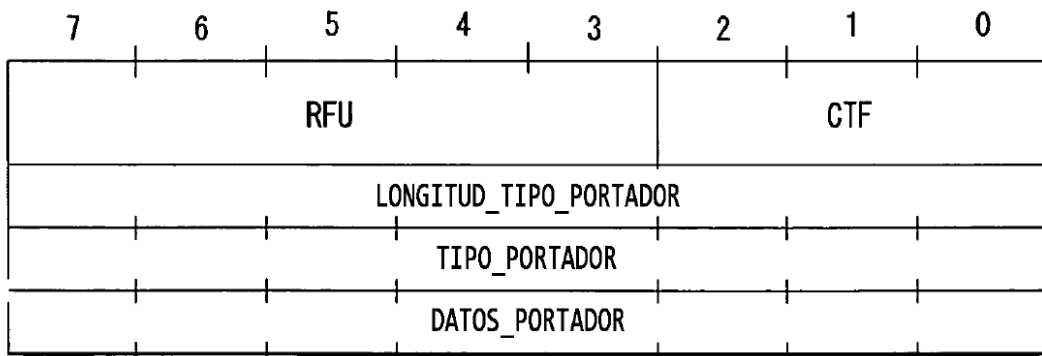 7 6 5 4 3 2 1 0
RFU CTF
LONGITUD_TIPO_PORTADOR
TIPO_PORTADOR
DATOS_PORTADOR